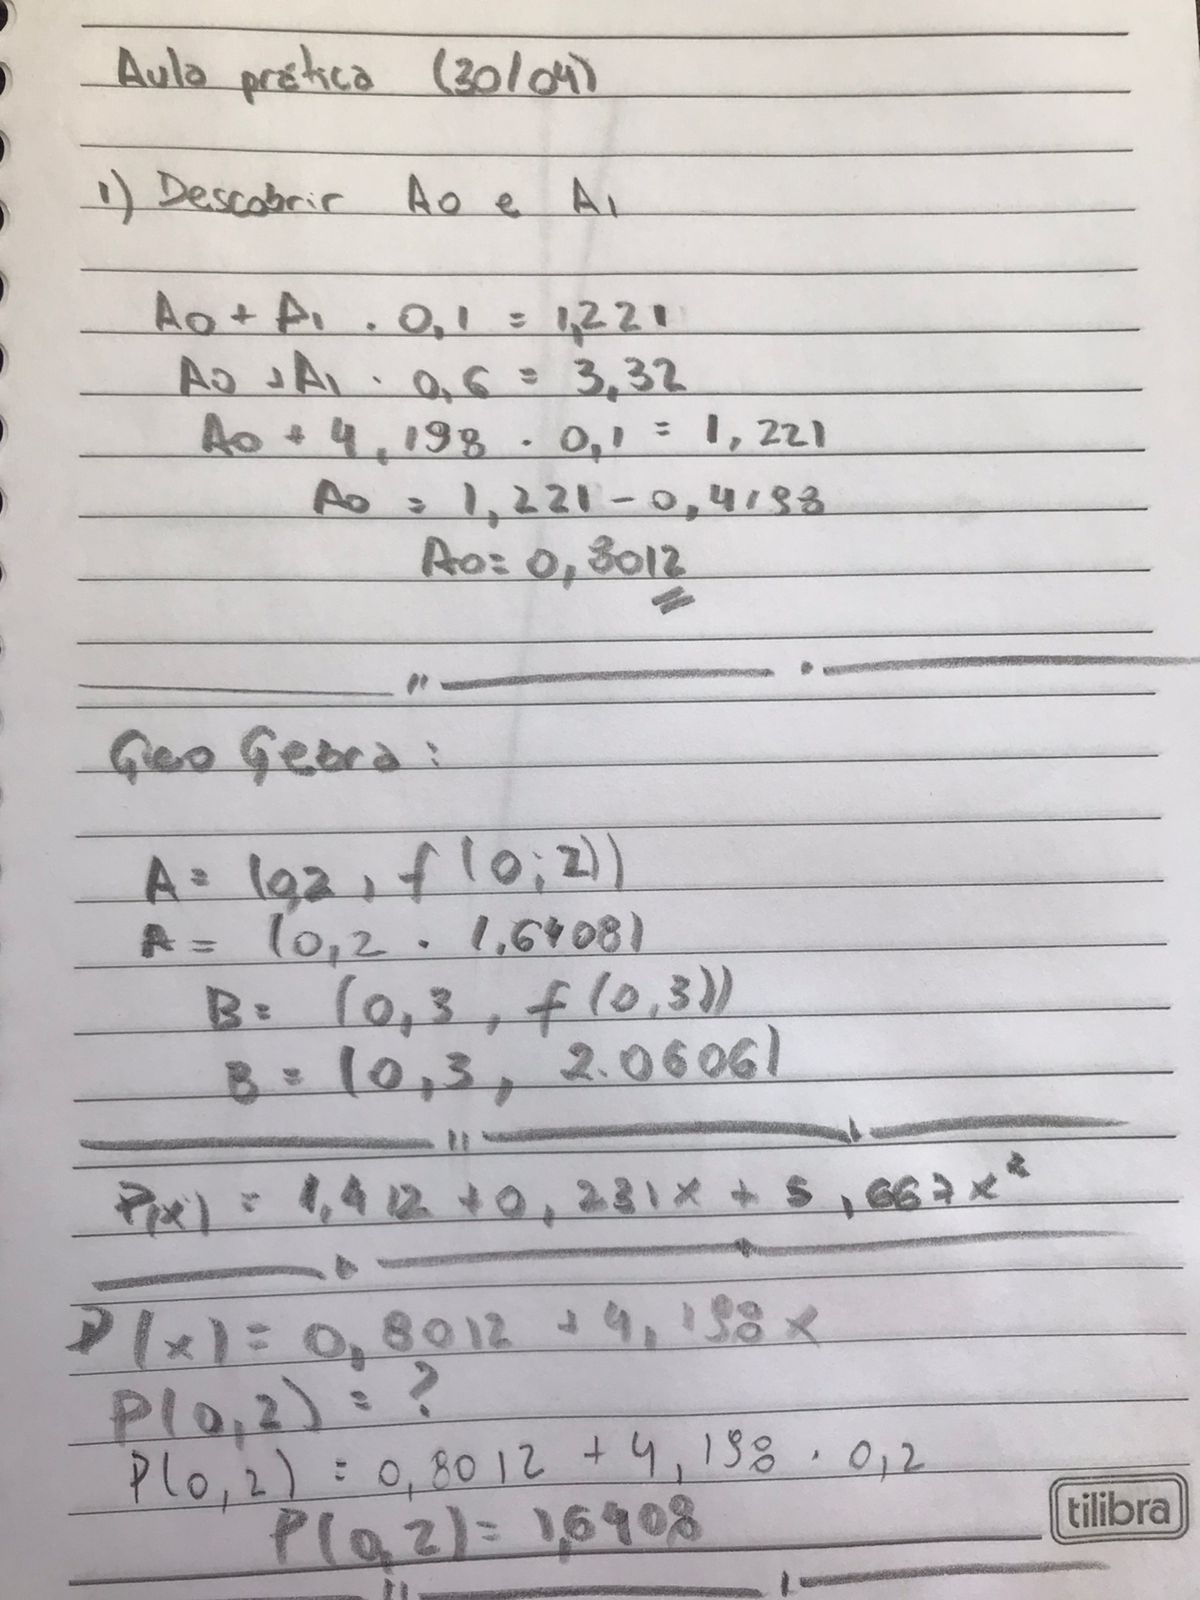 Aula prática (30/04)
1) Descobrir A0 e A1
A0 + A1 . 0,1 = 1,221
A0 + A1 . 0,6 = 3,32
A0 + 4,198 . 0,1 = 1,221
A0 = 1,221 - 0,4198
A0 = 0,8012
Geo Gebra:
A = (0,2, f(0,2))
A = (0,2 . 1.6408)
B = (0,3, f(0,3))
B = (0,3, 2.0606)
P(x) = 1,412 + 0,231x + 5,667x²
P(x) = 0,8012 + 4,198x
P(0,2) = ?
P(0,2) = 0,8012 + 4,198 . 0,2
P(0,2) = 1,6408
tilibra